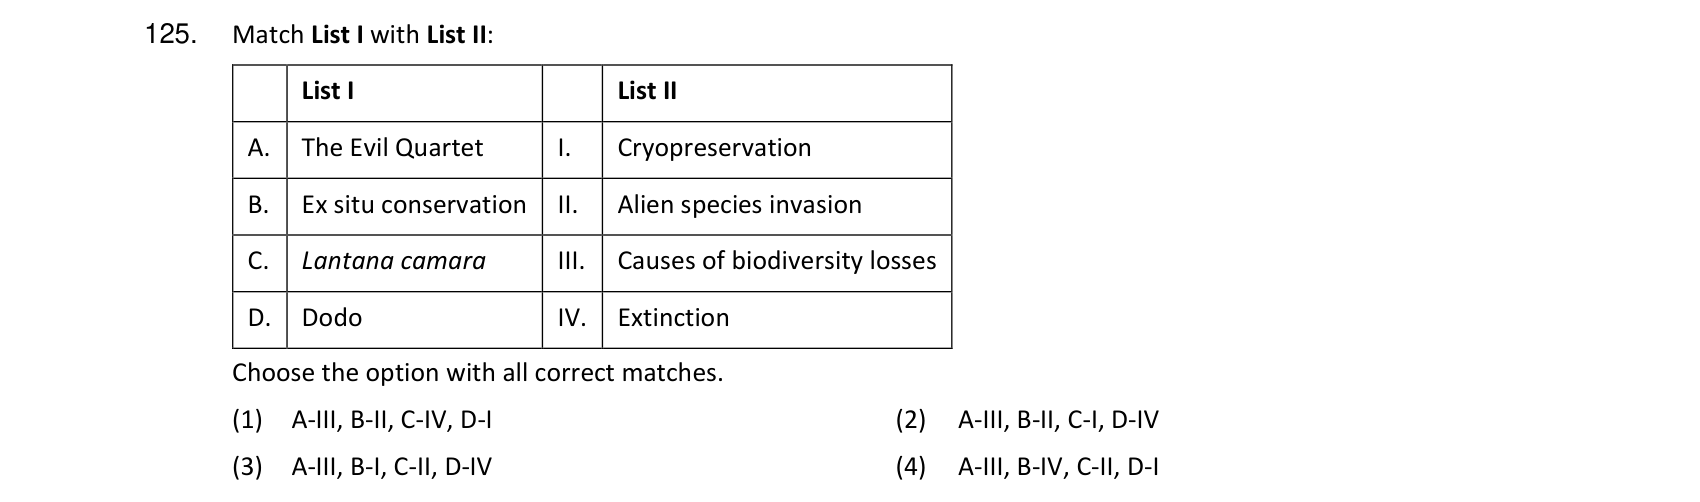 125. Match List I with List II:
List I List II
A. The Evil Quartet I. Cryopreservation
B. Ex situ conservation II. Alien species invasion
C. Lantana camara III. Causes of biodiversity losses
D. Dodo IV. Extinction
Choose the option with all correct matches.
(1) A-III, B-II, C-IV, D-I (2) A-III, B-II, C-I, D-IV
(3) A-III, B-I, C-II, D-IV (4) A-III, B-IV, C-II, D-I